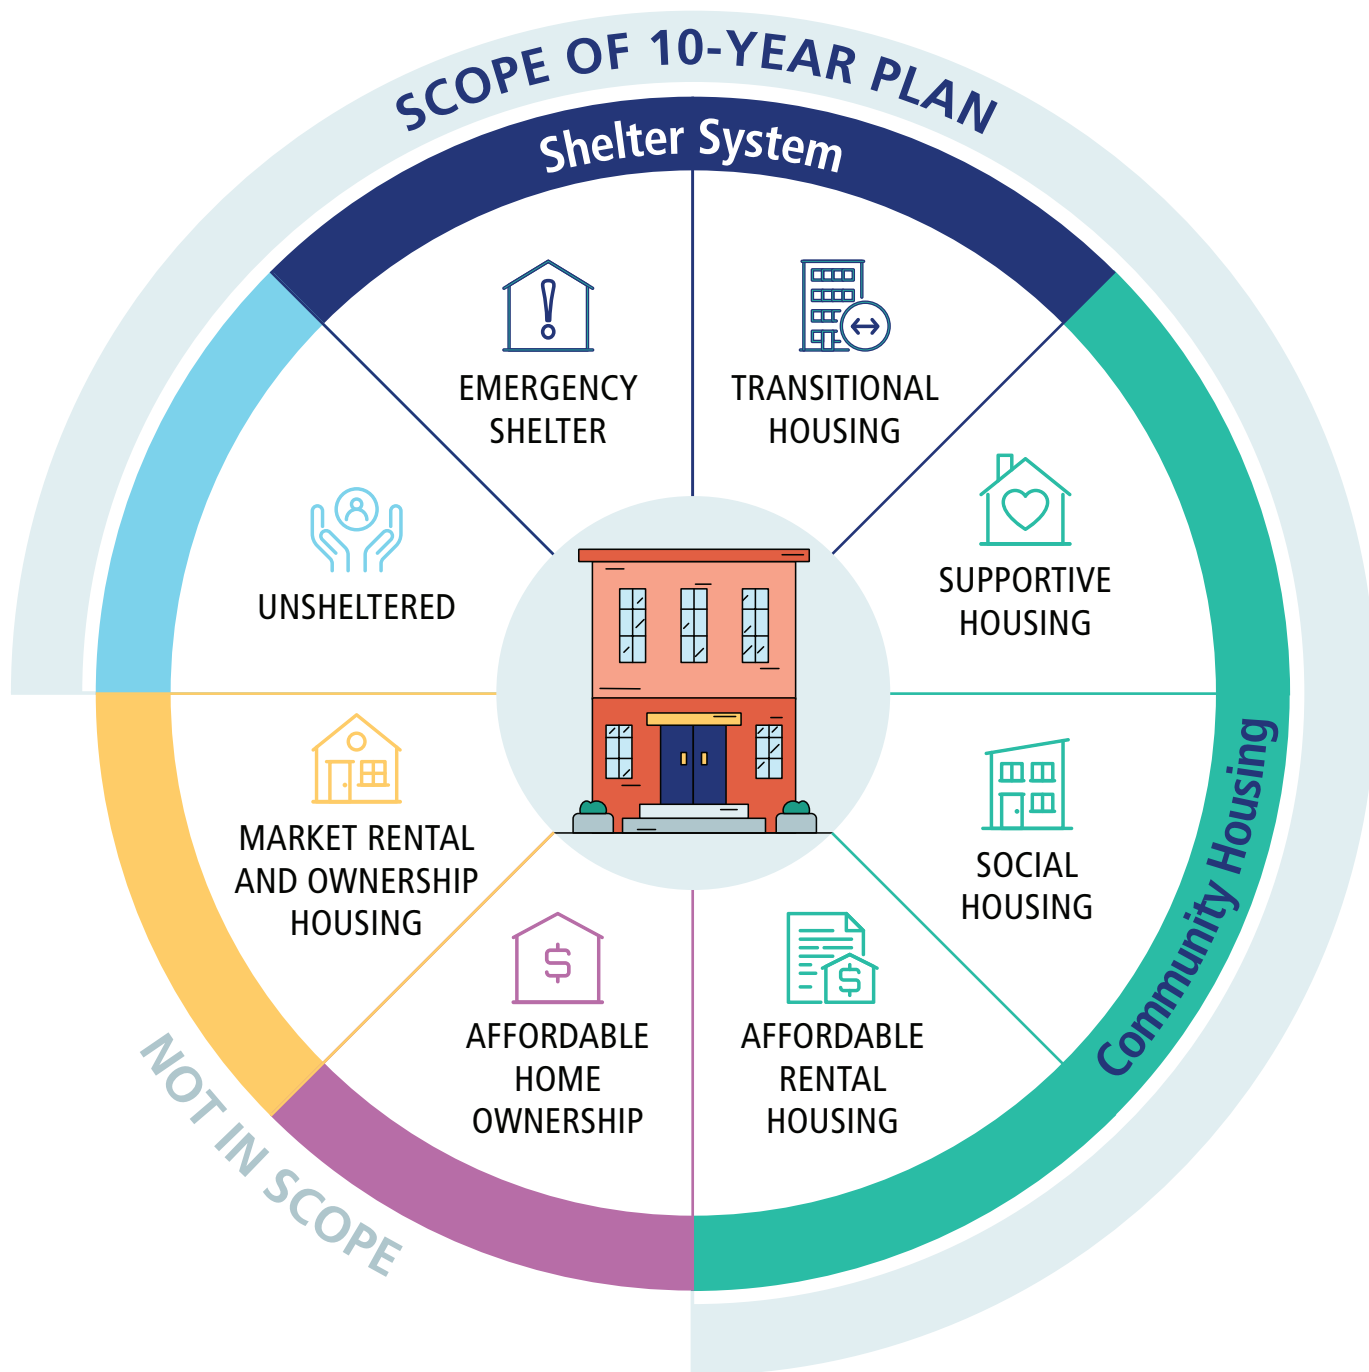 SCOPE OF 10-YEAR PLAN
Shelter System
EMERGENCY
SHELTER
TRANSITIONAL
HOUSING
SUPPORTIVE
HOUSING
SOCIAL
HOUSING
Community Housing
AFFORDABLE
RENTAL
HOUSING
AFFORDABLE
HOME
OWNERSHIP
MARKET RENTAL
AND OWNERSHIP
HOUSING
UNSHELTERED
NOT IN SCOPE